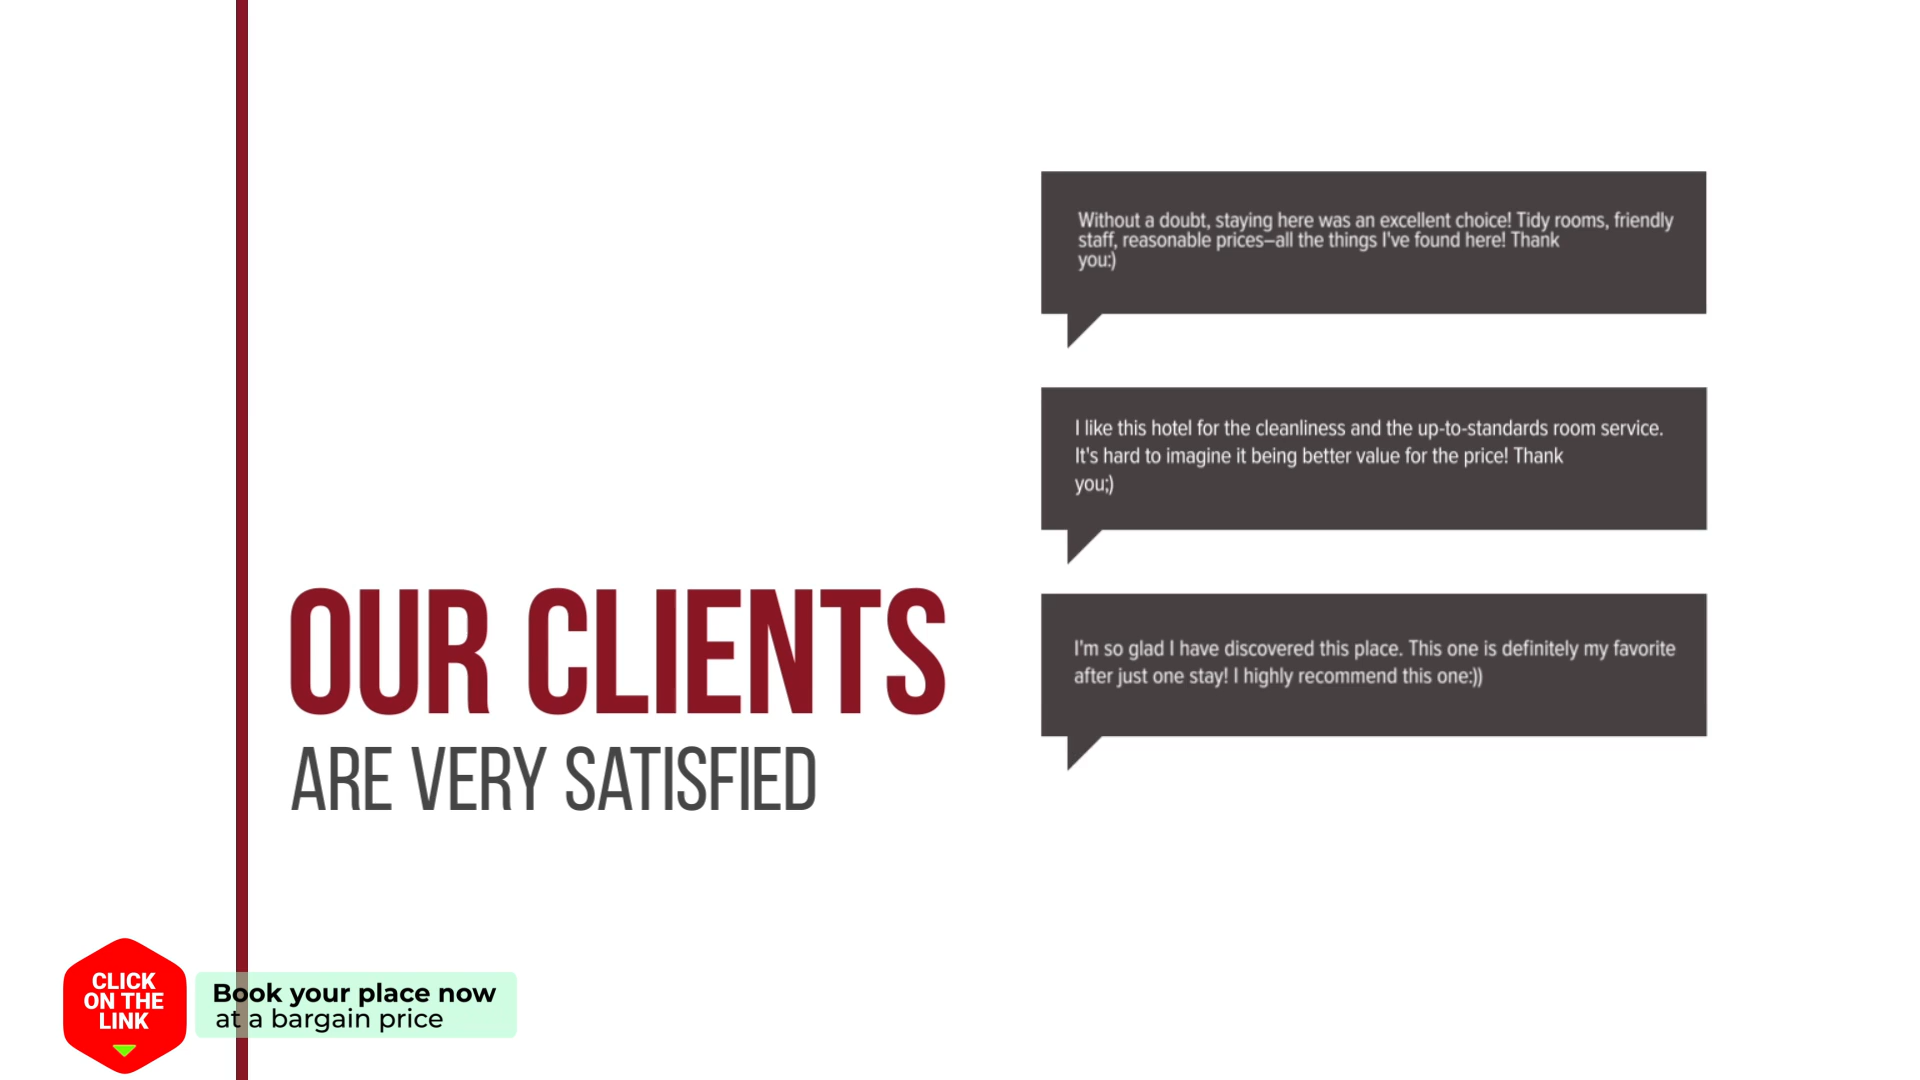 Without a doubt, staying here was an excellent choice! Tidy rooms, friendly
staff, reasonable prices–all the things I've found here! Thank
you:)
I like this hotel for the cleanliness and the up-to-standards room service.
It's hard to imagine it being better value for the price! Thank
you;)
I'm so glad I have discovered this place. This one is definitely my favorite
after just one stay! I highly recommend this one:))
OUR CLIENTS
ARE VERY SATISFIED
CLICK
ON THE
LINK
Book your place now
at a bargain price